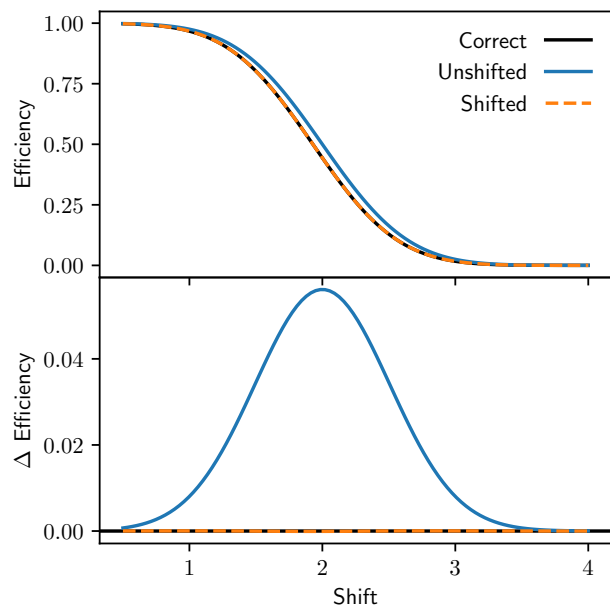 1.00
0.75
0.50
0.25
0.00
Efficiency
Correct
Unshifted
Shifted
0.04
0.02
0.00
Δ Efficiency
1 2 3 4
Shift